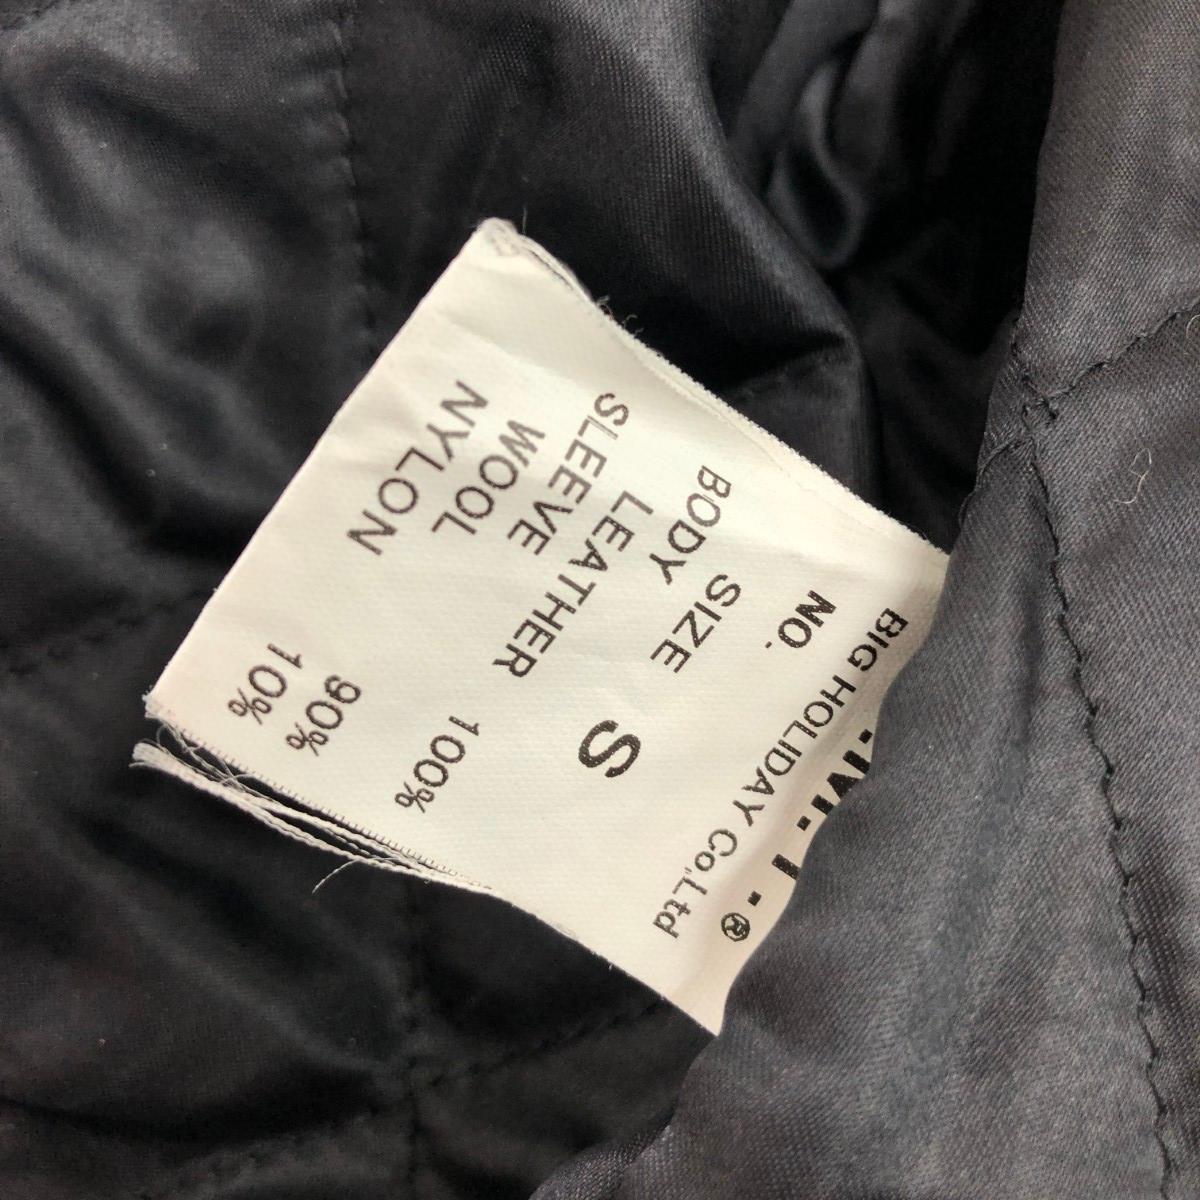 BIG HOLIDAY Co.,Ltd
NO.
SIZE S
BODY
LEATHER 100%
SLEEVE
WOOL 90%
NYLON 10%